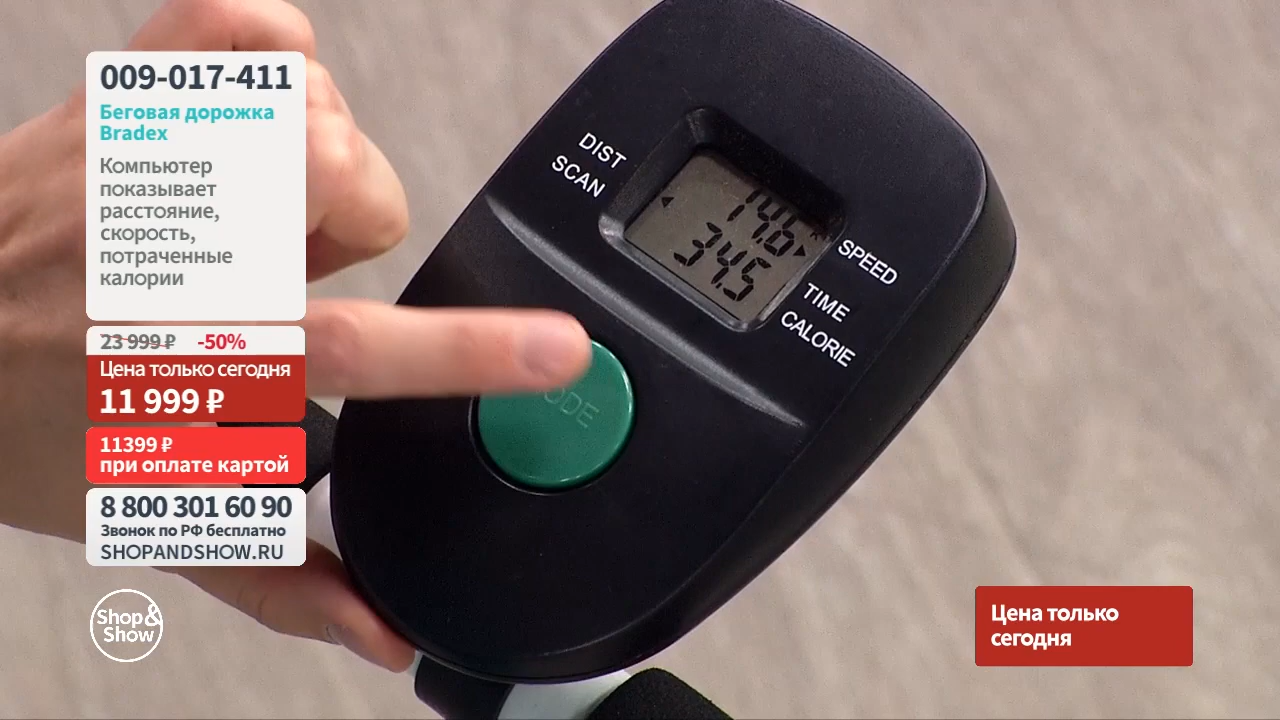 009-017-411
Беговая дорожка
Bradex
Компьютер
показывает
расстояние,
скорость,
потраченные
калории
23 999 ₽ -50%
Цена только сегодня
11 999 ₽
11399 ₽
при оплате картой
8 800 301 60 90
Звонок по РФ бесплатно
SHOPANDSHOW.RU
Shop&
Show
DIST
SCAN
34.5
SPEED
TIME
CALORIE
Цена только
сегодня